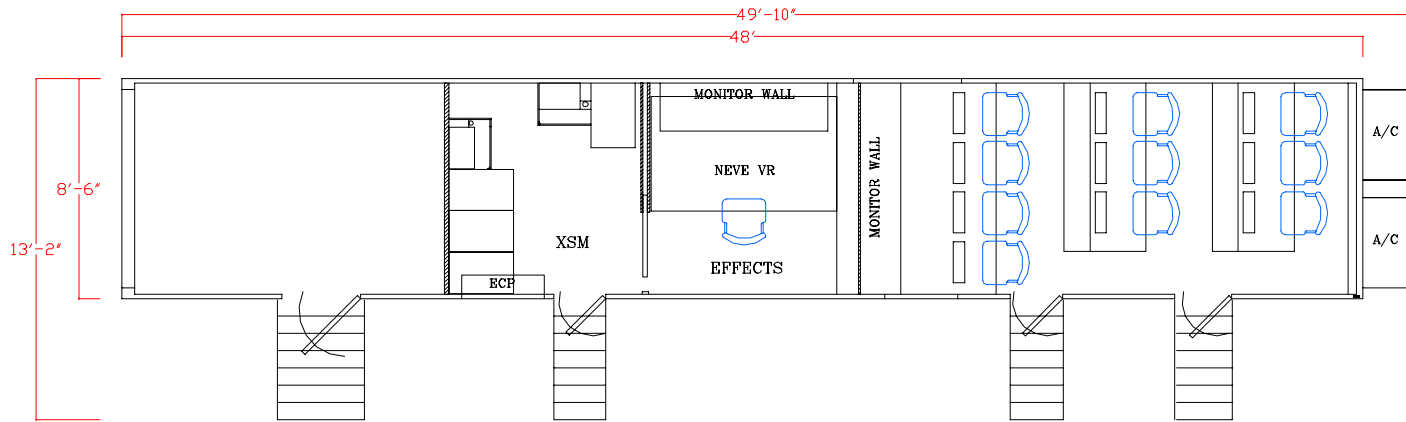 49'-10"
48'
8'-6"
13'-2"
MONITOR WALL
NEVE VR
EFFECTS
XSM
ECP
MONITOR WALL
A/C
A/C